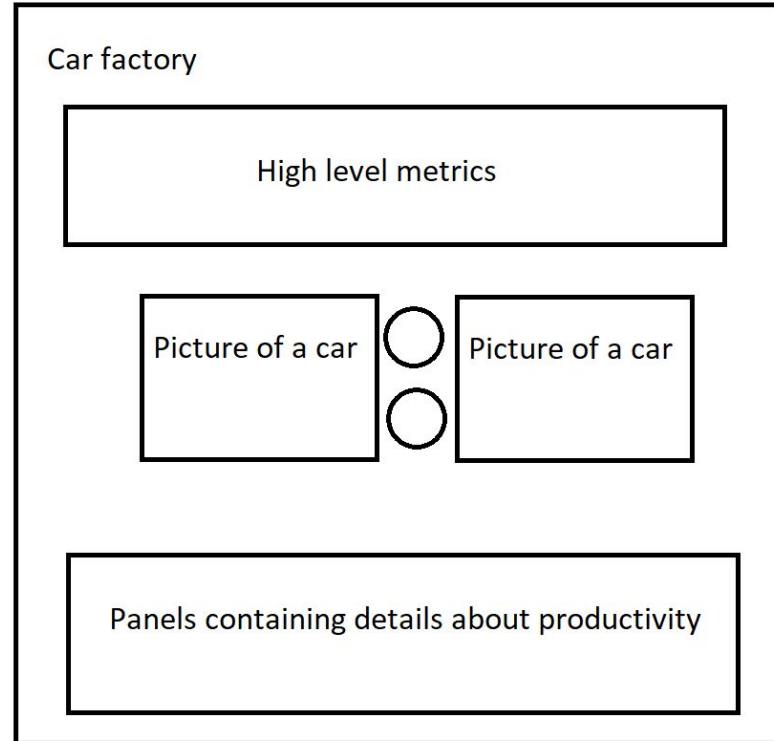 Car factory
High level metrics
Picture of a car
Picture of a car
Panels containing details about productivity